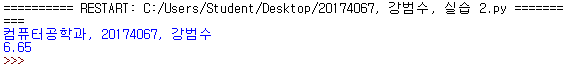 ========== RESTART: C:/Users/Student/Desktop/20174067, 강범수, 실습 2.py =======
===
컴퓨터공학과, 20174067, 강범수
6.65
>>>